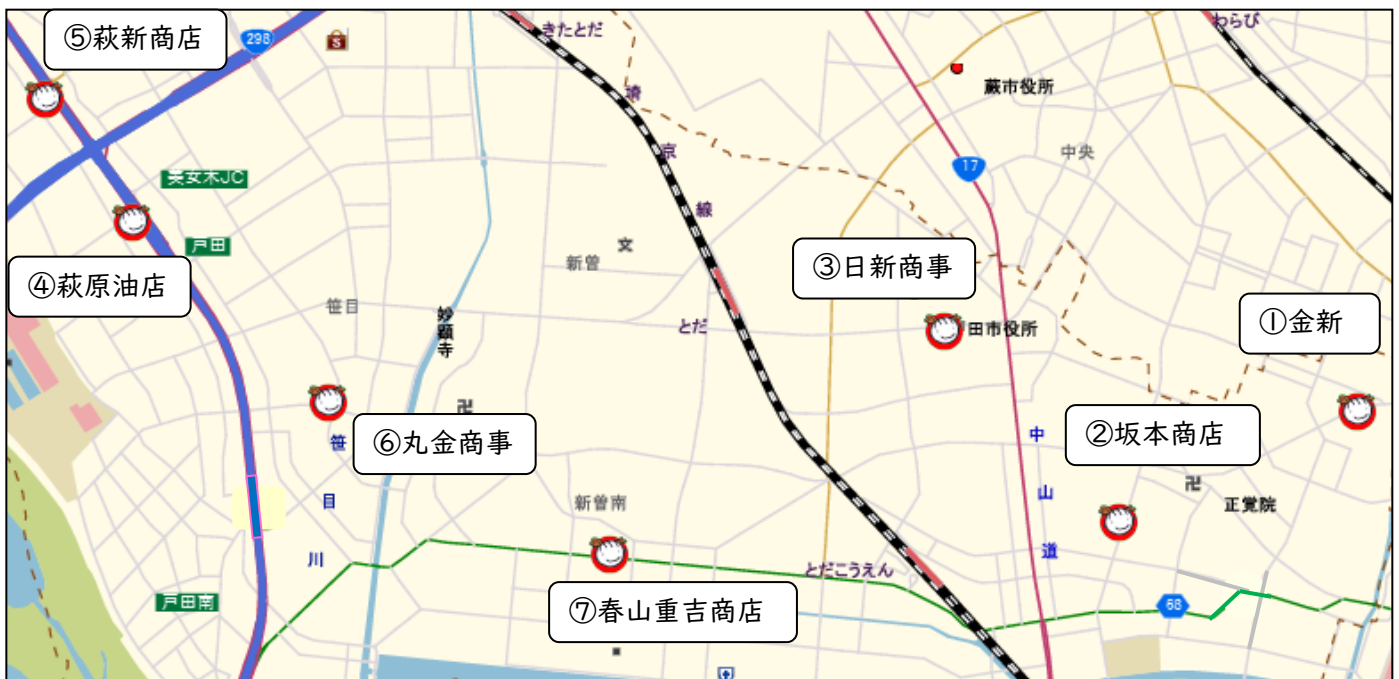 ⑤萩新商店
298
きたとだ
わらび
蕨市役所
埼
京
線
中央
17
美女木JC
戸田
文
新曽
③日新商事
④萩原油店
笹目
妙顕寺
とだ
田市役所
①金新
卍
⑥丸金商事
笹
目
川
中
山
道
②坂本商店
卍
正覚院
新曽南
とだこうえん
戸田南
⑦春山重吉商店
68